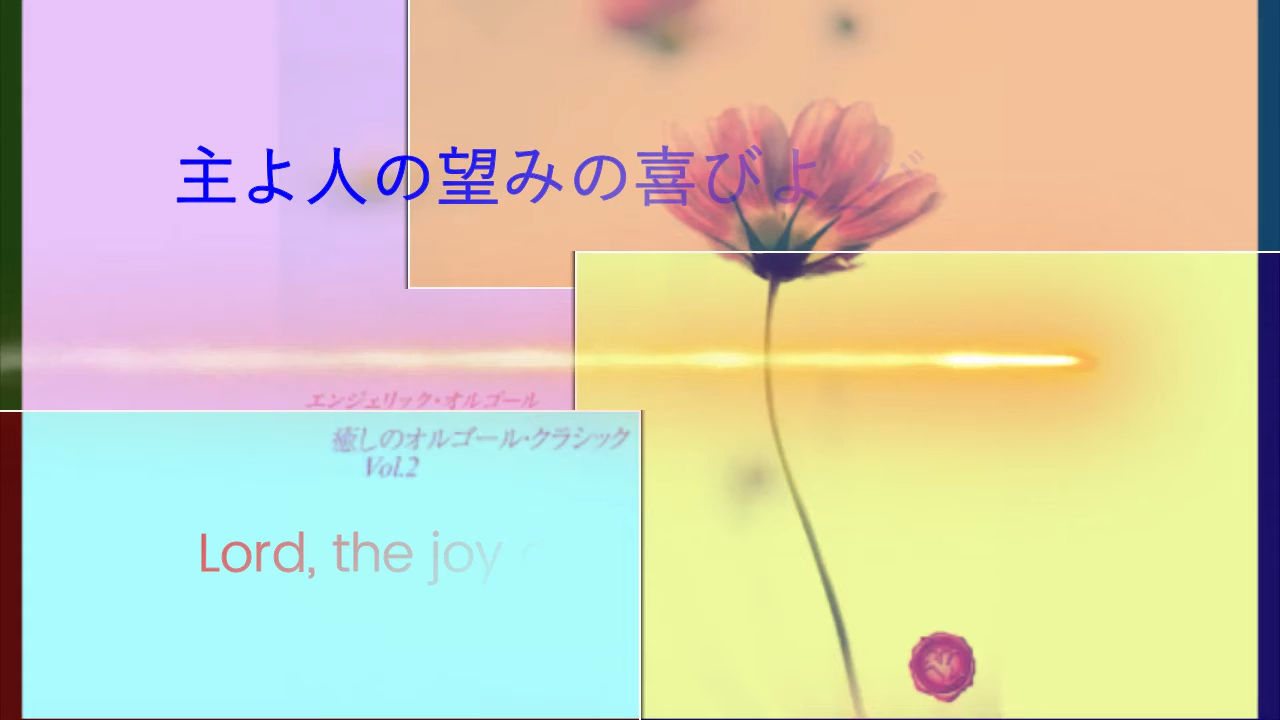 主よ人の望みの喜びよ
エンジェリック・オルゴール
癒しのオルゴール・クラシック
Vol.2
Lord, the joy